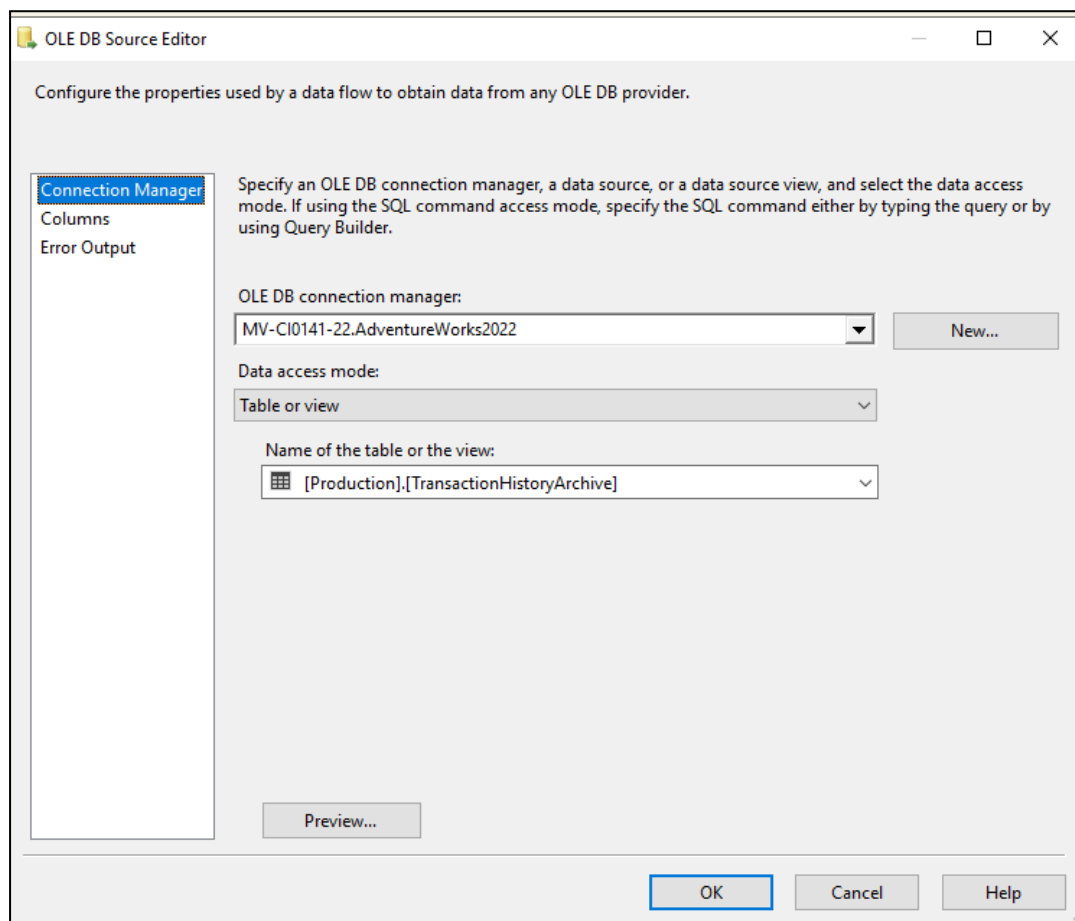 OLE DB Source Editor
Configure the properties used by a data flow to obtain data from any OLE DB provider.
Connection Manager
Columns
Error Output
Specify an OLE DB connection manager, a data source, or a data source view, and select the data access
mode. If using the SQL command access mode, specify the SQL command either by typing the query or by
using Query Builder.
OLE DB connection manager:
MV-CI0141-22.AdventureWorks2022
New...
Data access mode:
Table or view
Name of the table or the view:
[Production].[TransactionHistoryArchive]
Preview...
OK
Cancel
Help